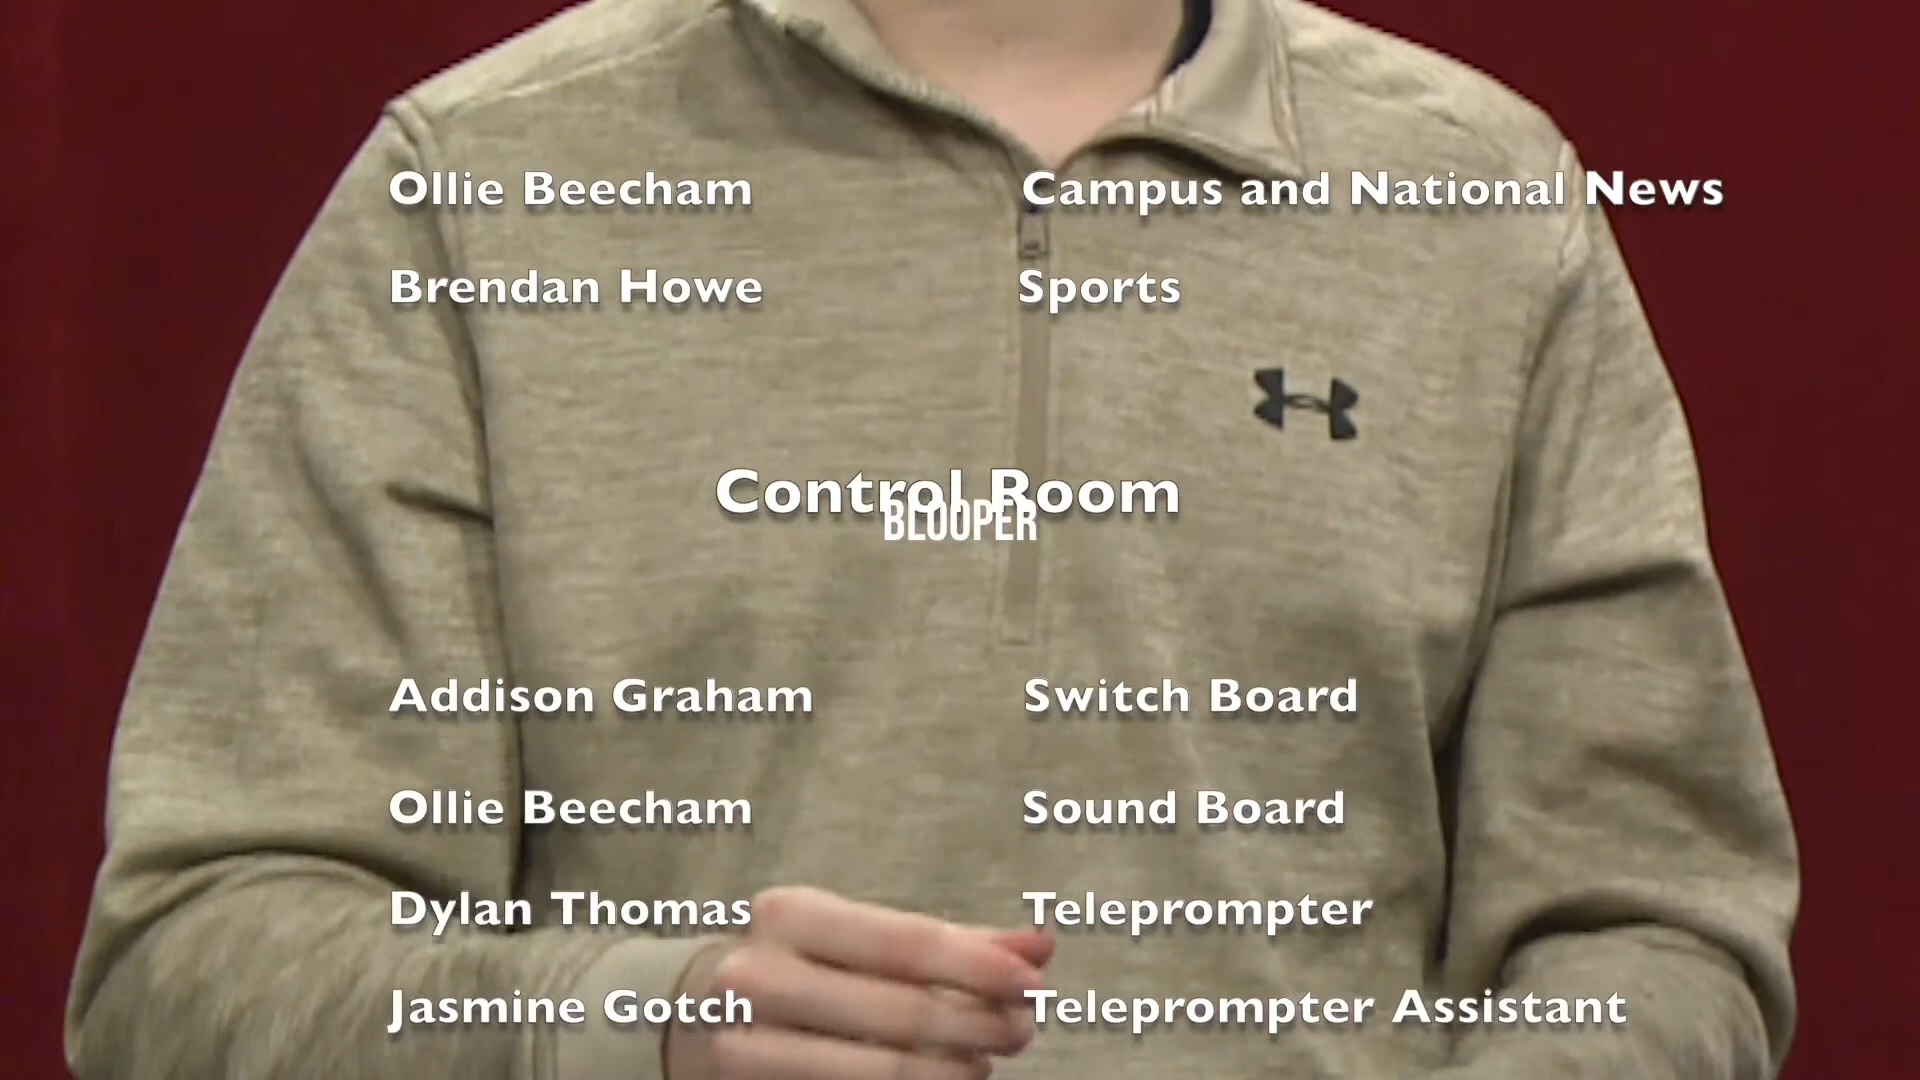 Ollie Beecham Campus and National News
Brendan Howe Sports
Control Room
BLOOPER
Addison Graham Switch Board
Ollie Beecham Sound Board
Dylan Thomas Teleprompter
Jasmine Gotch Teleprompter Assistant